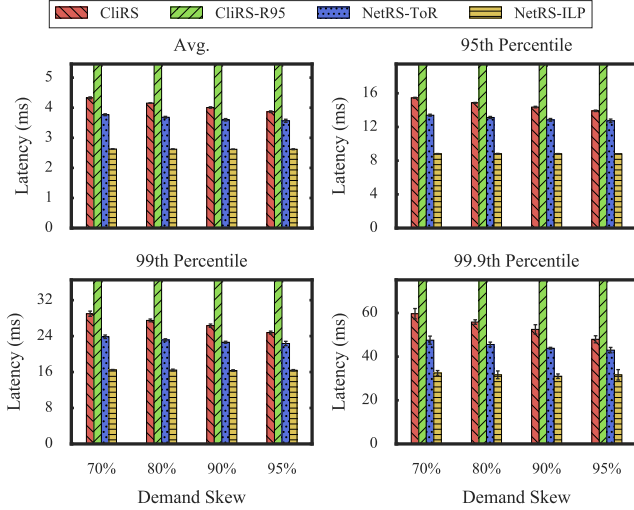 CliRS CliRS-R95 NetRS-ToR NetRS-ILP
Avg. 95th Percentile
Latency (ms)
5
4
3
2
1
0
Latency (ms)
16
12
8
4
0
99th Percentile 99.9th Percentile
Latency (ms)
32
24
16
8
0
Latency (ms)
60
40
20
0
70% 80% 90% 95%
70% 80% 90% 95%
Demand Skew Demand Skew